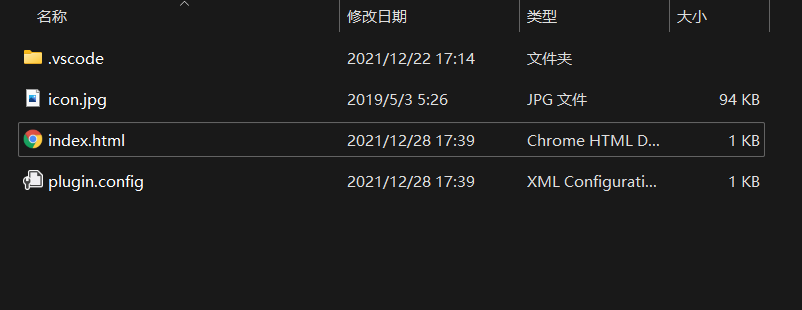 名称 修改日期 类型 大小
.vscode 2021/12/22 17:14 文件夹
icon.jpg 2019/5/3 5:26 JPG 文件 94 KB
index.html 2021/12/28 17:39 Chrome HTML D... 1 KB
plugin.config 2021/12/28 17:39 XML Configurati... 1 KB